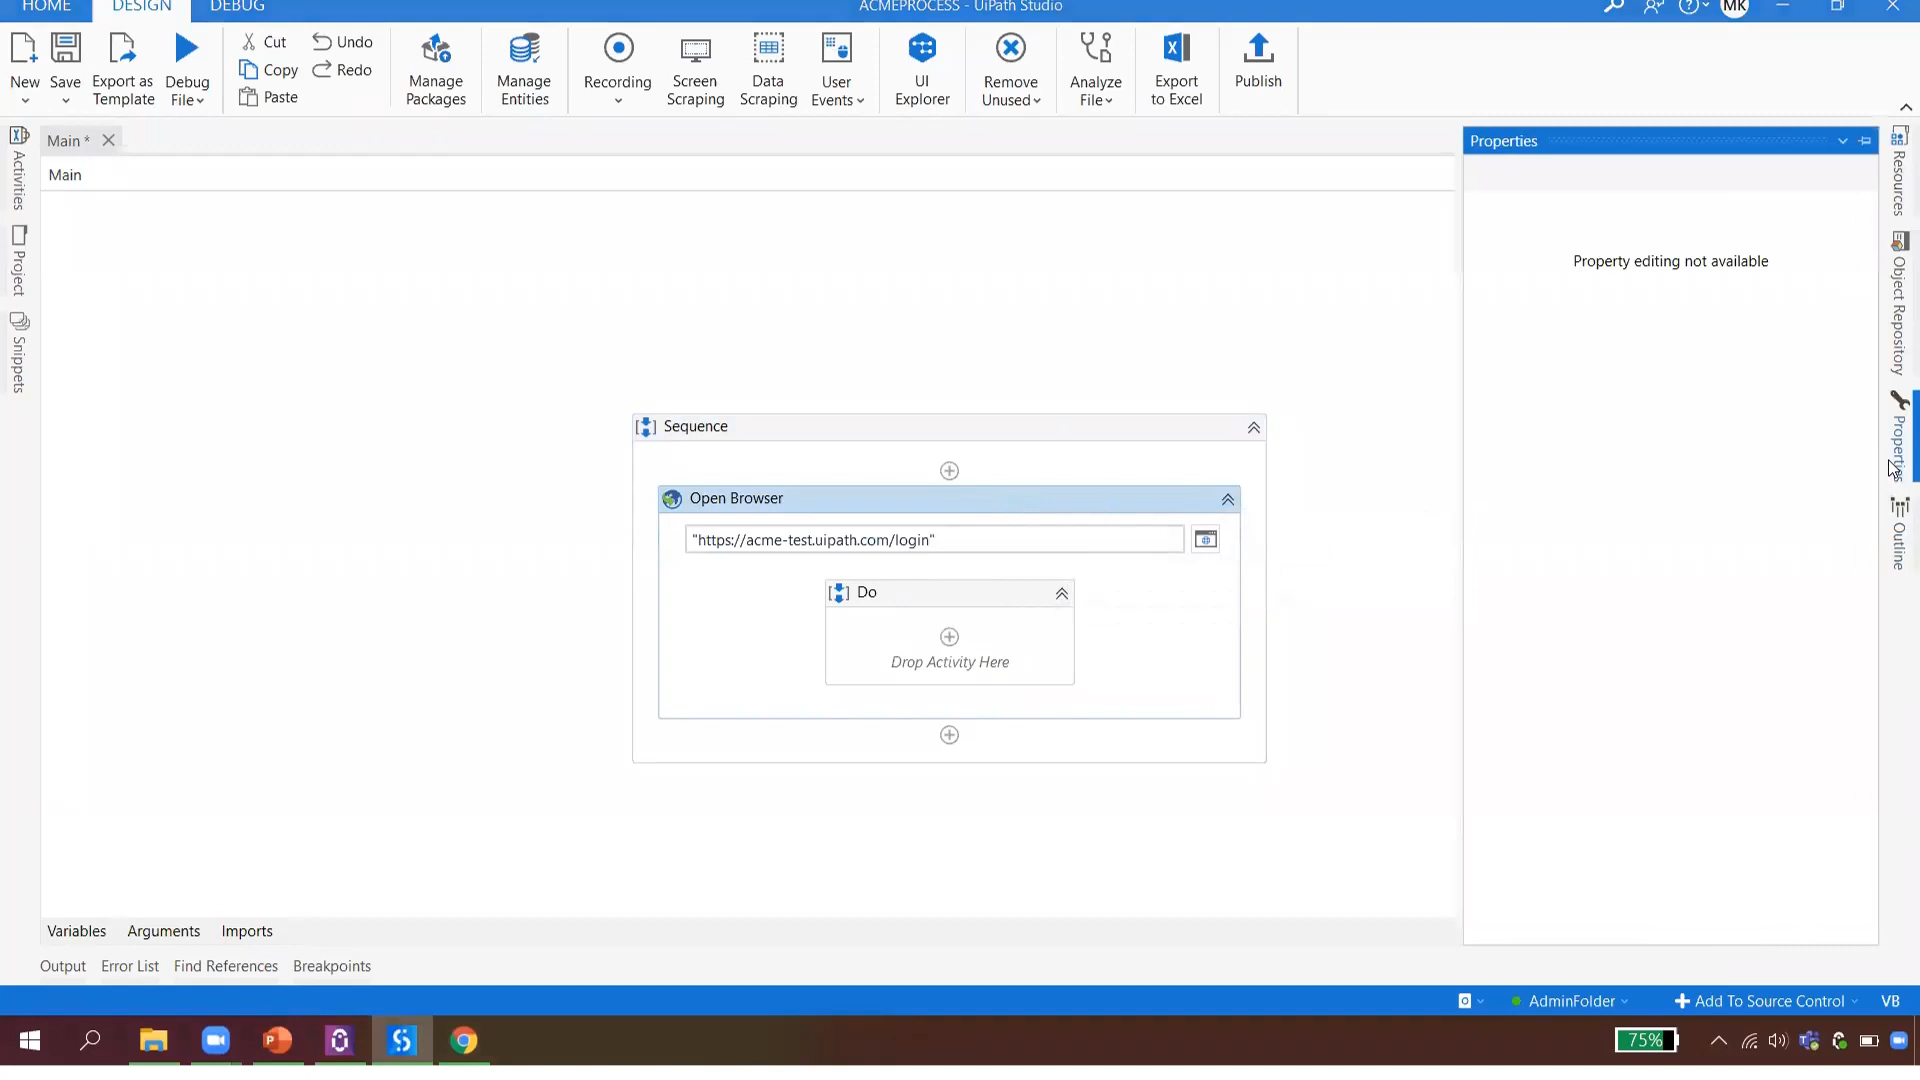 HOME DESIGN DEBUG ACMEPROCESS - UiPath Studio MK
New Save Export as Template Debug File
Cut Copy Paste Undo Redo
Manage Packages Manage Entities
Recording Screen Scraping Data Scraping User Events
UI Explorer Remove Unused Analyze File Export to Excel Publish
Main *
Main
Activities
Project
Snippets
Sequence
Open Browser
"https://acme-test.uipath.com/login"
Do
Drop Activity Here
Properties
Property editing not available
Resources
Object Repository
Properties
Outline
Variables Arguments Imports
Output Error List Find References Breakpoints
AdminFolder Add To Source Control VB
75%